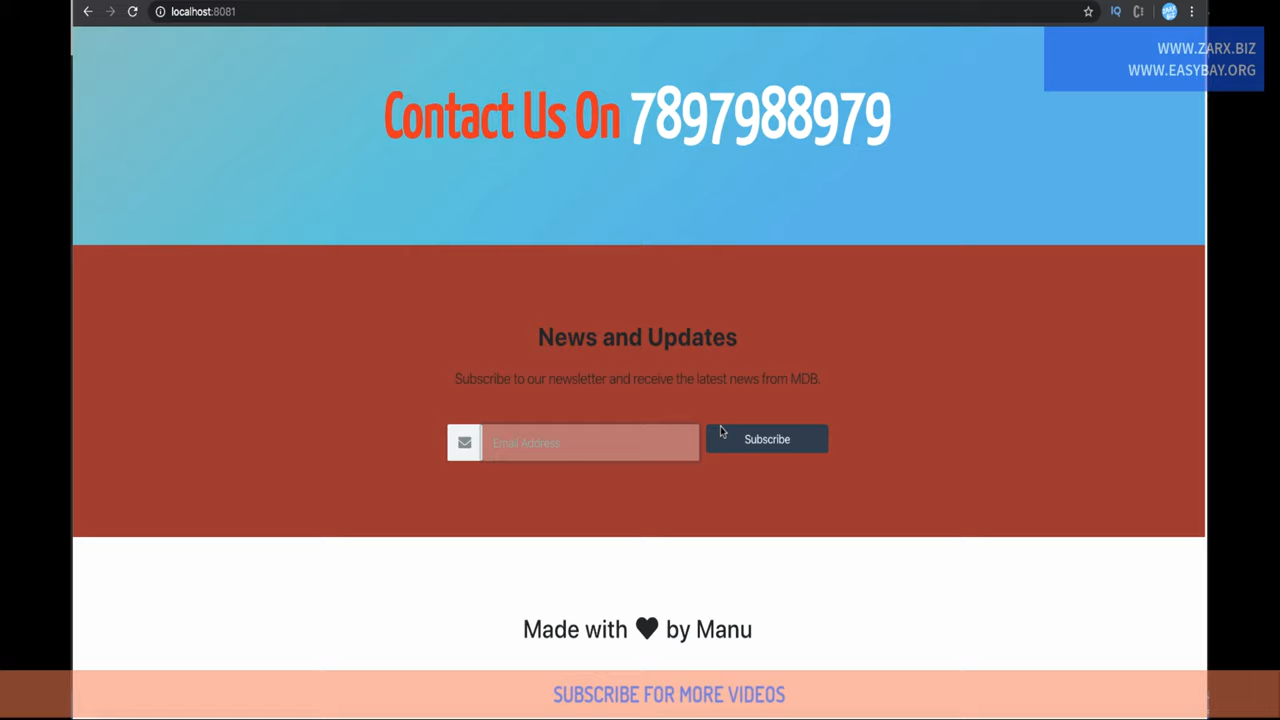 localhost:8081
IQ
WWW.ZARX.BIZ
WWW.EASYBAY.ORG
Contact Us On 7897988979
News and Updates
Subscribe to our newsletter and receive the latest news from MDB.
Email Address
Subscribe
Made with ♥ by Manu
SUBSCRIBE FOR MORE VIDEOS